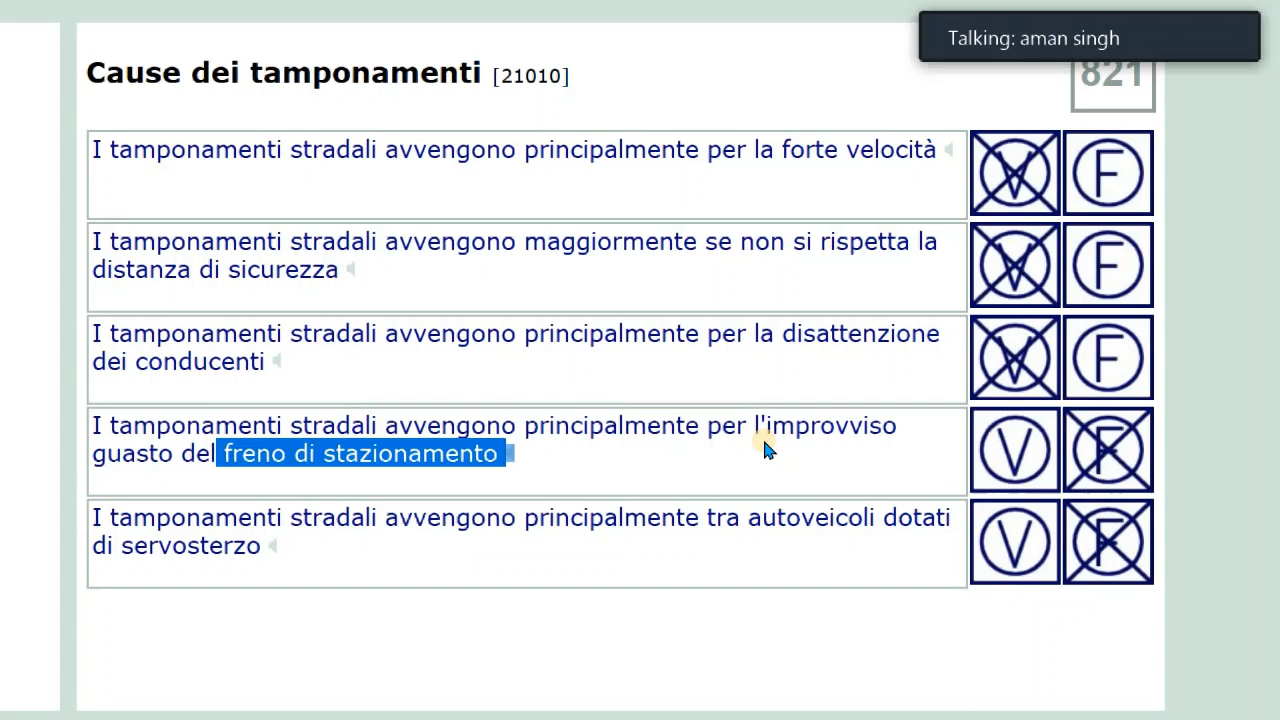 Talking: aman singh
Cause dei tamponamenti [21010]
821
I tamponamenti stradali avvengono principalmente per la forte velocità
V F
I tamponamenti stradali avvengono maggiormente se non si rispetta la
distanza di sicurezza
V F
I tamponamenti stradali avvengono principalmente per la disattenzione
dei conducenti
V F
I tamponamenti stradali avvengono principalmente per l'improvviso
guasto del freno di stazionamento
V F
I tamponamenti stradali avvengono principalmente tra autoveicoli dotati
di servosterzo
V F